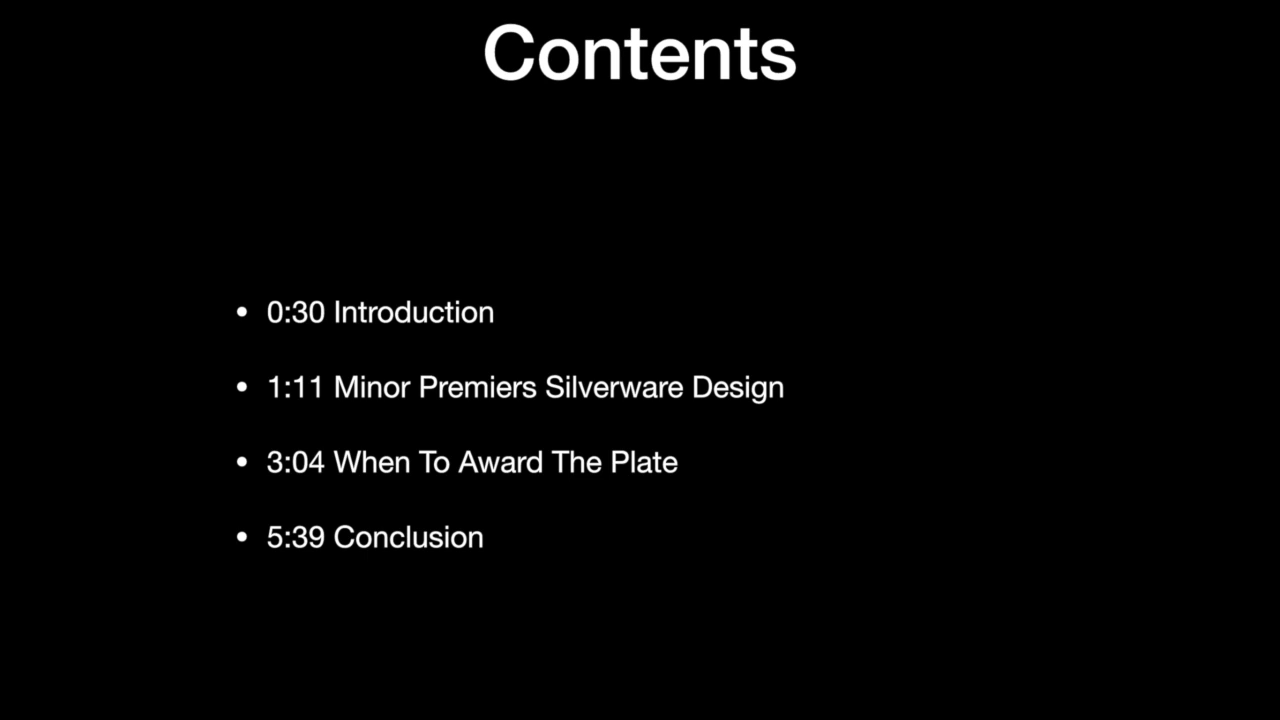 Contents
• 0:30 Introduction
• 1:11 Minor Premiers Silverware Design
• 3:04 When To Award The Plate
• 5:39 Conclusion